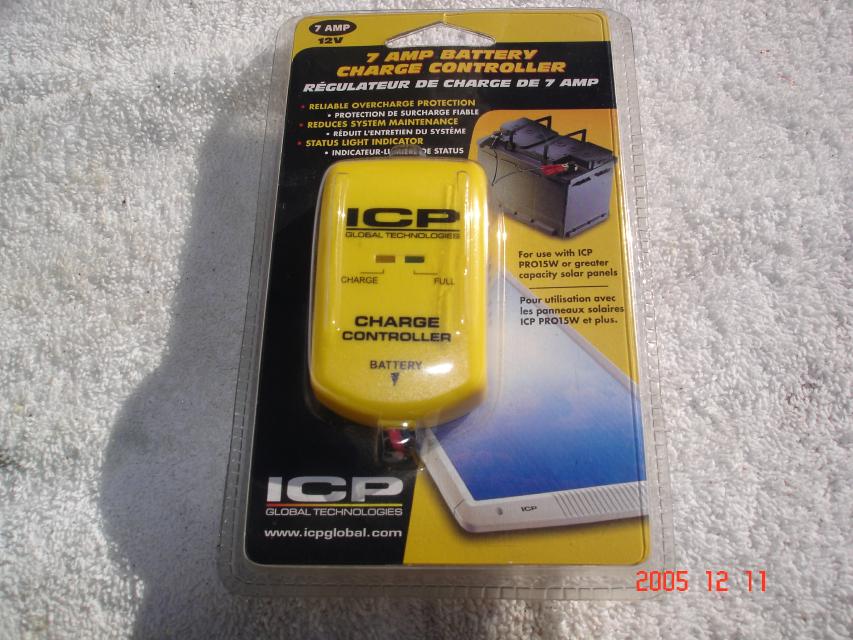 7 AMP
12V
7 AMP BATTERY
CHARGE CONTROLLER
RÉGULATEUR DE CHARGE DE 7 AMP
• RELIABLE OVERCHARGE PROTECTION
• PROTECTION DE SURCHARGE FIABLE
• REDUCES SYSTEM MAINTENANCE
• RÉDUIT L'ENTRETIEN DU SYSTÈME
• STATUS LIGHT INDICATOR
• INDICATEUR-LUMIÈRE DE STATUS
ICP
GLOBAL TECHNOLOGIES
CHARGE FULL
CHARGE
CONTROLLER
BATTERY
For use with ICP
PRO15W or greater
capacity solar panels
Pour utilisation avec
les panneaux solaires
ICP PRO15W et plus.
ICP
ICP
GLOBAL TECHNOLOGIES
www.icpglobal.com
2005 12 11